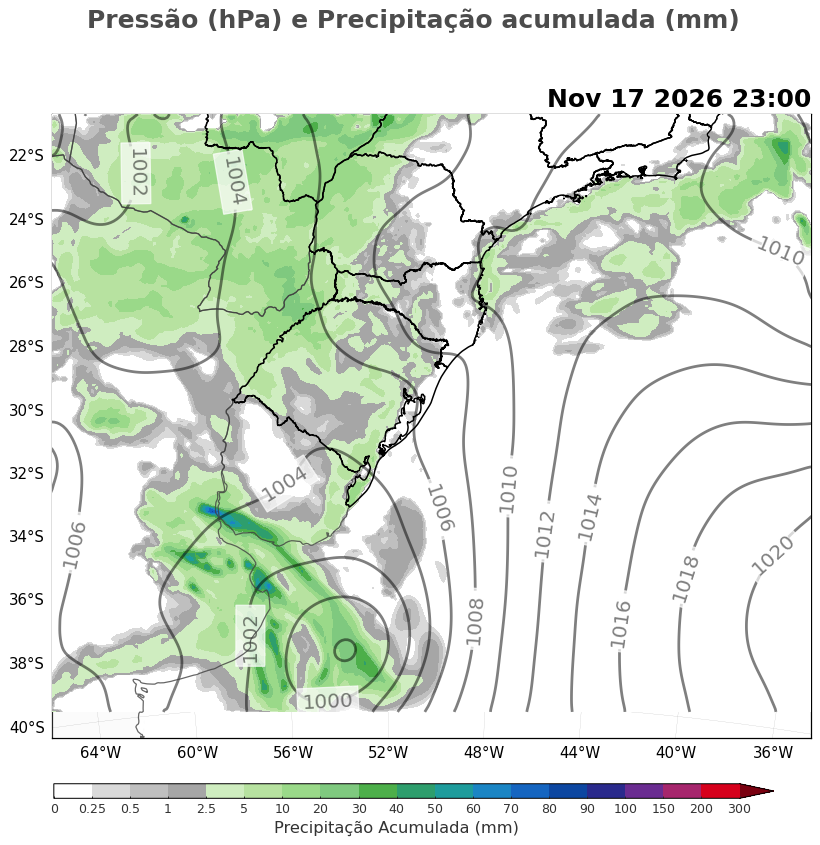 Pressão (hPa) e Precipitação acumulada (mm)
Nov 17 2026 23:00
22°S
24°S
26°S
28°S
30°S
32°S
34°S
36°S
38°S
40°S
1002
1004
1010
1004
1006
1006
1010
1012
1014
1020
1018
1016
1008
1002
1000
64°W 60°W 56°W 52°W 48°W 44°W 40°W 36°W
0 0.25 0.5 1 2.5 5 10 20 30 40 50 60 70 80 90 100 150 200 300
Precipitação Acumulada (mm)